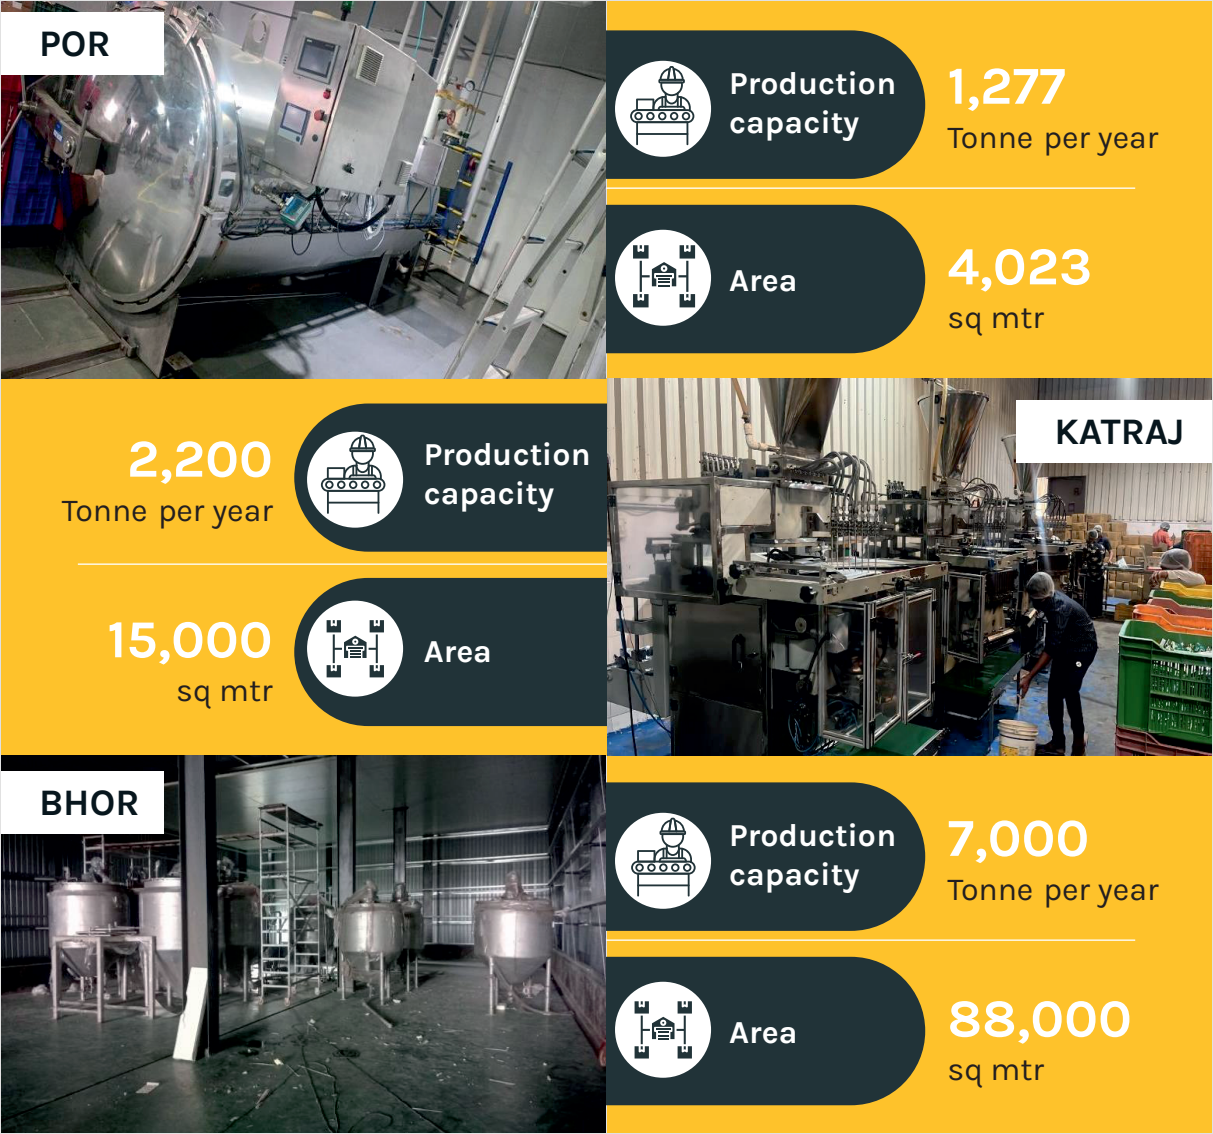 POR
Production
capacity
1,277
Tonne per year
Area
4,023
sq mtr
KATRAJ
2,200
Tonne per year
Production
capacity
15,000
sq mtr
Area
BHOR
Production
capacity
7,000
Tonne per year
Area
88,000
sq mtr